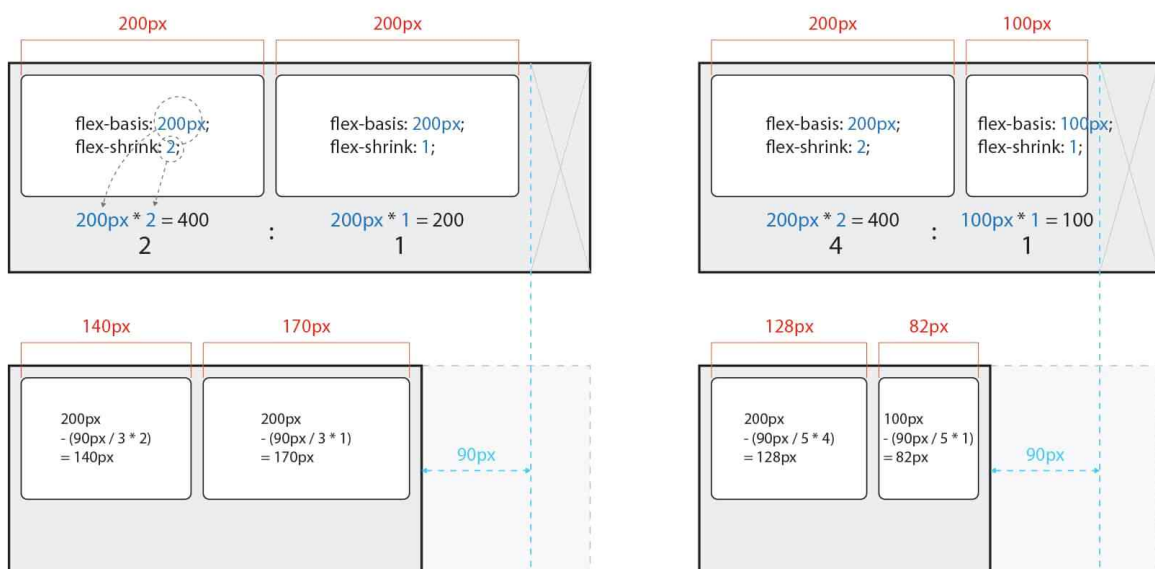 200px
200px
flex-basis: 200px;
flex-shrink: 2;
flex-basis: 200px;
flex-shrink: 1;
200px * 2 = 400
:
200px * 1 = 200
2
1
200px
100px
flex-basis: 200px;
flex-shrink: 2;
flex-basis: 100px;
flex-shrink: 1;
200px * 2 = 400
:
100px * 1 = 100
4
1
140px
170px
200px
- (90px / 3 * 2)
= 140px
200px
- (90px / 3 * 1)
= 170px
90px
128px
82px
200px
- (90px / 5 * 4)
= 128px
100px
- (90px / 5 * 1)
= 82px
90px